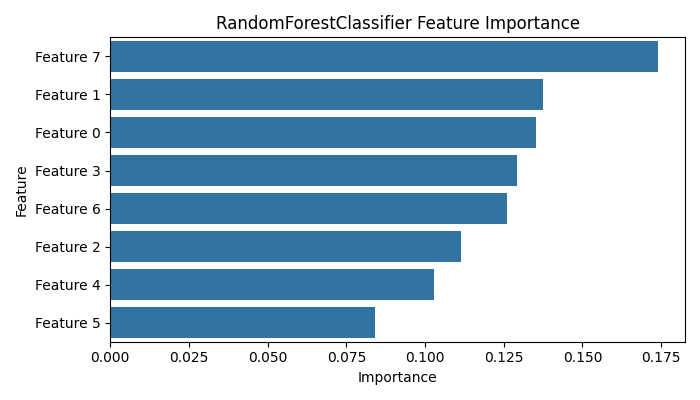 RandomForestClassifier Feature Importance
Feature 7
Feature 1
Feature 0
Feature 3
Feature 6
Feature 2
Feature 4
Feature 5
Feature
0.000 0.025 0.050 0.075 0.100 0.125 0.150 0.175
Importance